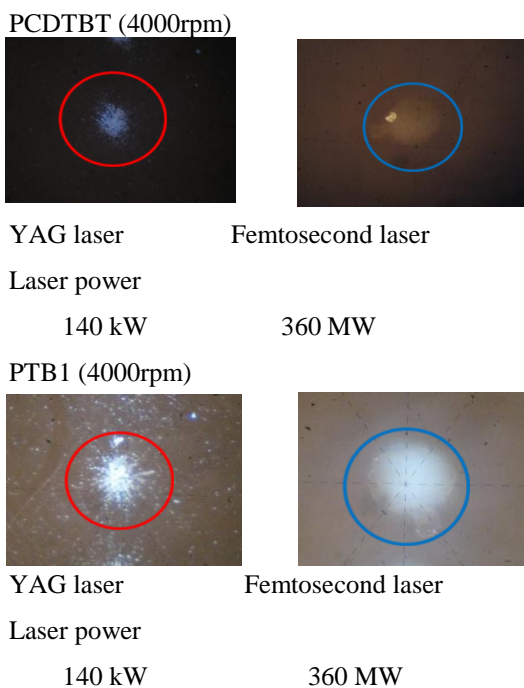 PCDTBT (4000rpm)
YAG laser Femtosecond laser
Laser power
140 kW 360 MW
PTB1 (4000rpm)
YAG laser Femtosecond laser
Laser power
140 kW 360 MW